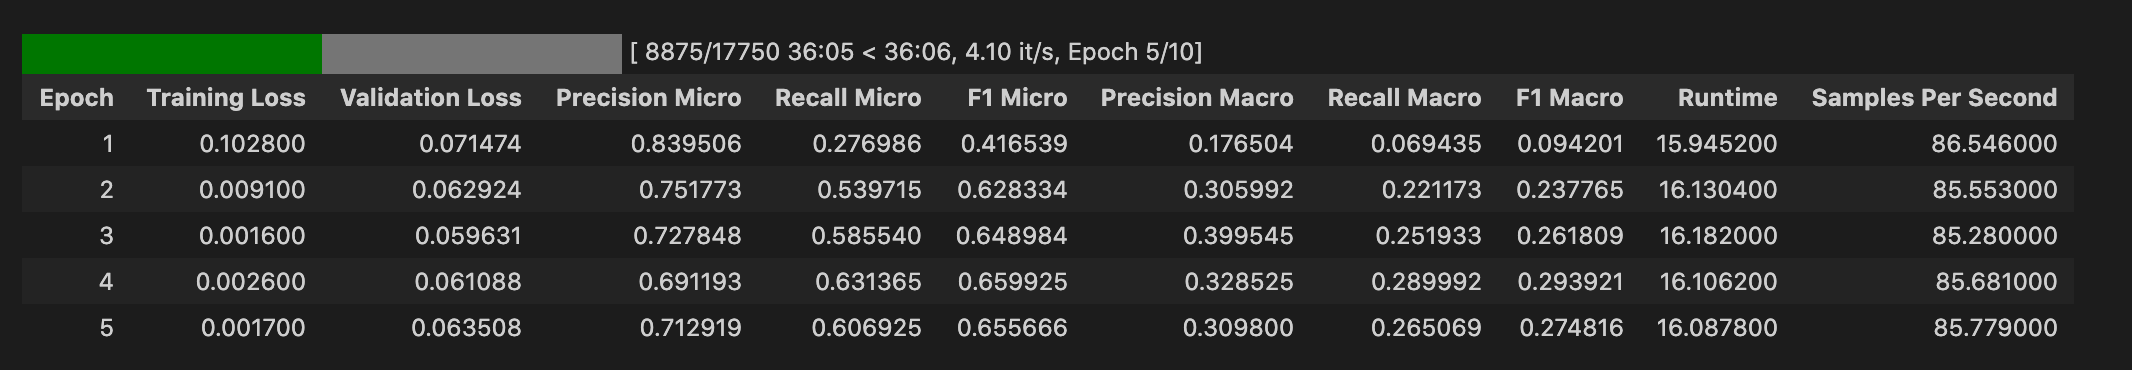 [ 8875/17750 36:05 < 36:06, 4.10 it/s, Epoch 5/10]
Epoch Training Loss Validation Loss Precision Micro Recall Micro F1 Micro Precision Macro Recall Macro F1 Macro Runtime Samples Per Second
1 0.102800 0.071474 0.839506 0.276986 0.416539 0.176504 0.069435 0.094201 15.945200 86.546000
2 0.009100 0.062924 0.751773 0.539715 0.628334 0.305992 0.221173 0.237765 16.130400 85.553000
3 0.001600 0.059631 0.727848 0.585540 0.648984 0.399545 0.251933 0.261809 16.182000 85.280000
4 0.002600 0.061088 0.691193 0.631365 0.659925 0.328525 0.289992 0.293921 16.106200 85.681000
5 0.001700 0.063508 0.712919 0.606925 0.655666 0.309800 0.265069 0.274816 16.087800 85.779000